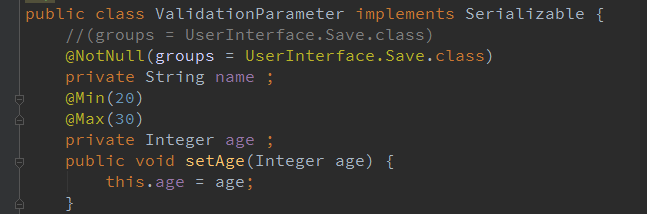 public class ValidationParameter implements Serializable {
//(groups = UserInterface.Save.class)
@NotNull(groups = UserInterface.Save.class)
private String name ;
@Min(20)
@Max(30)
private Integer age ;
public void setAge(Integer age) {
this.age = age;
}